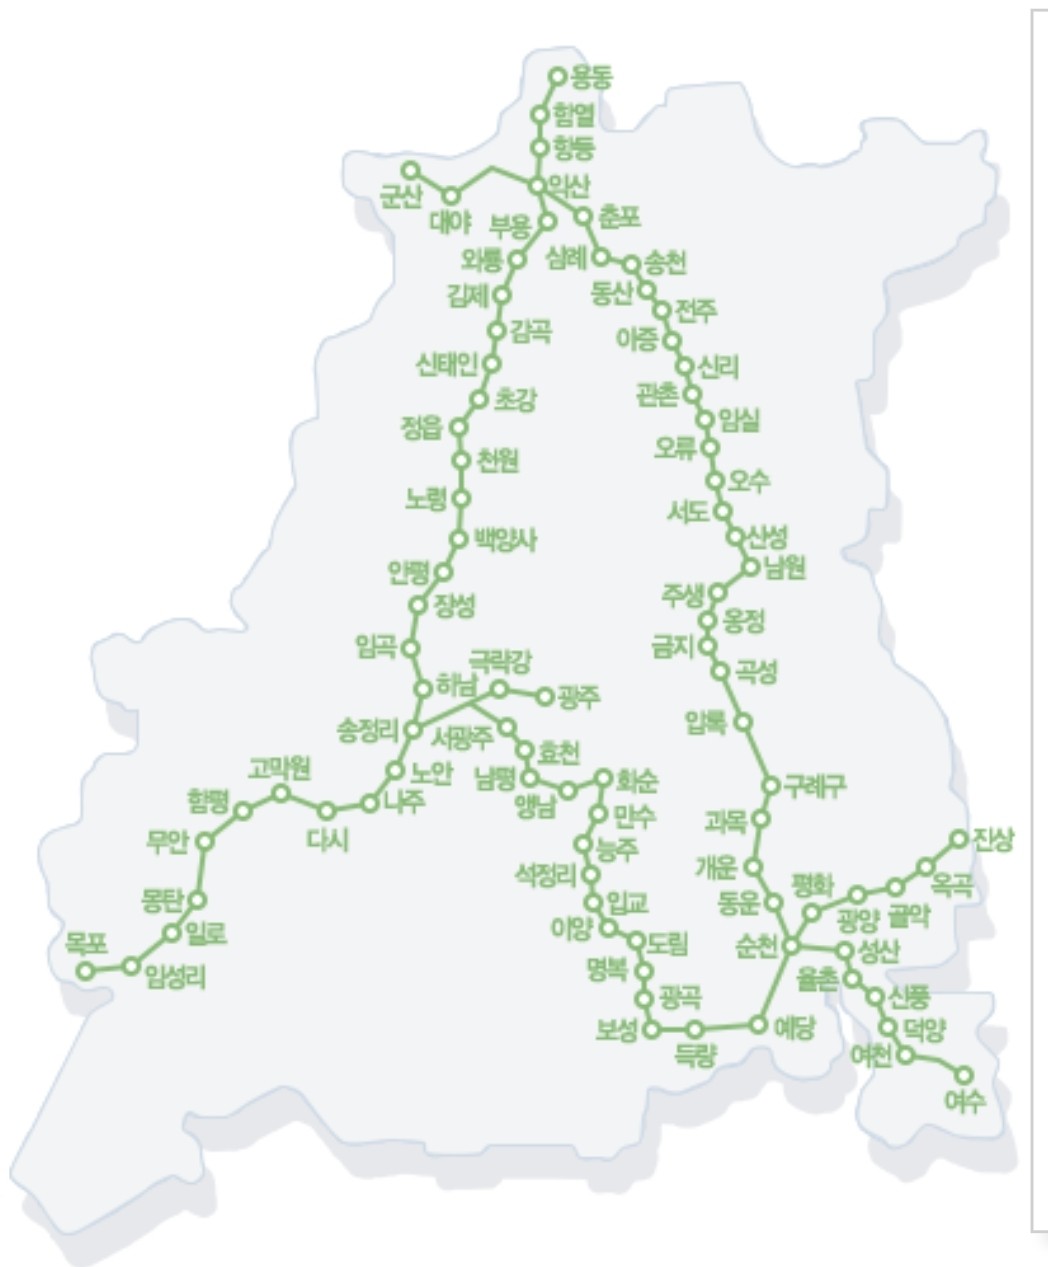 용동
함열
항등
익산
군산
대야
춘포
부용
와룡
삼례
송천
김제
동산
전주
감곡
아중
신태인
신리
관촌
초강
임실
정읍
오류
천원
오수
노령
서도
백양사
산성
남원
안평
주생
장성
옹정
임곡
금지
극락강
곡성
하남
광주
송정리
서광주
압록
효천
노안
고막원
남평
화순
구례구
함평
나주
앵남
만수
과목
다시
무안
능주
진상
석정리
개운
평화
옥곡
몽탄
입교
동운
광양
골약
이양
일로
도림
목포
순천
성산
임성리
명복
율촌
광곡
신풍
보성
예당
덕양
득량
여천
여수